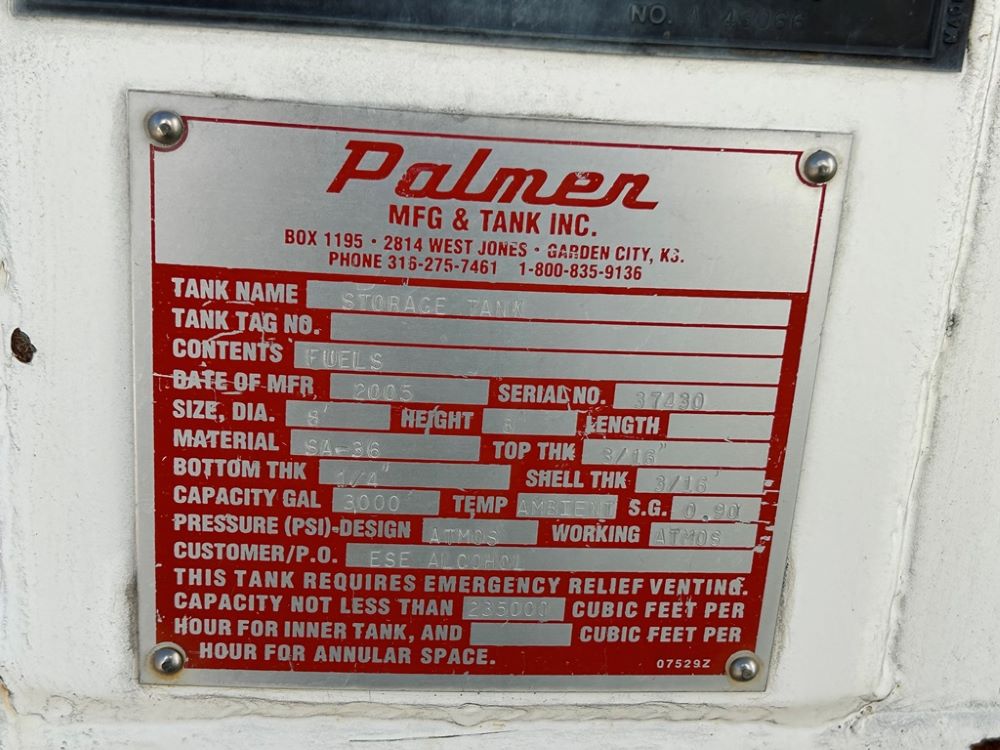 NO. A 48066
Palmer
MFG & TANK INC.
BOX 1195 • 2814 WEST JONES • GARDEN CITY, KS.
PHONE 316-275-7461 1-800-835-9136
TANK NAME STORAGE TANK
TANK TAG NO.
CONTENTS FUELS
DATE OF MFR. 2005 SERIAL NO. 37430
SIZE, DIA. 8' HEIGHT 8' LENGTH
MATERIAL SA-36 TOP THK 3/16"
BOTTOM THK 1/4" SHELL THK 3/16"
CAPACITY GAL 3000 TEMP AMBIENT S.G. 0.90
PRESSURE (PSI)-DESIGN ATMOS WORKING ATMOS
CUSTOMER/P.O. ESE ALCOHOL
THIS TANK REQUIRES EMERGENCY RELIEF VENTING.
CAPACITY NOT LESS THAN 235000 CUBIC FEET PER
HOUR FOR INNER TANK, AND CUBIC FEET PER
HOUR FOR ANNULAR SPACE.
07529Z